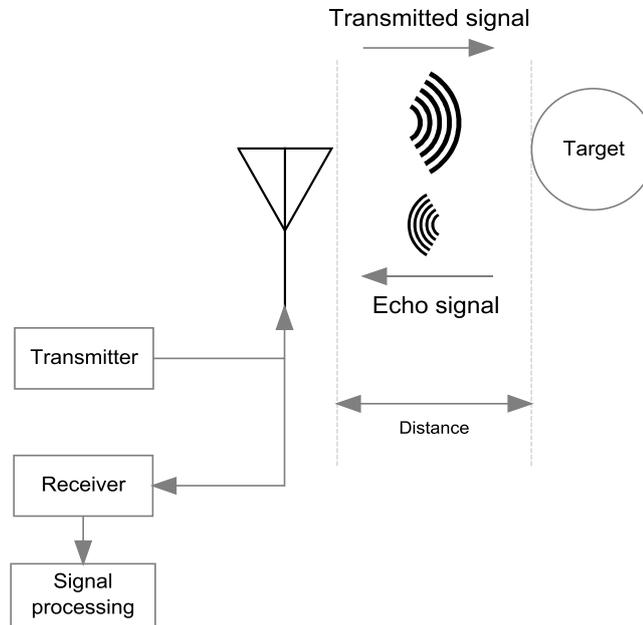 Transmitted signal
Target
Echo signal
Transmitter
Distance
Receiver
Signal
processing